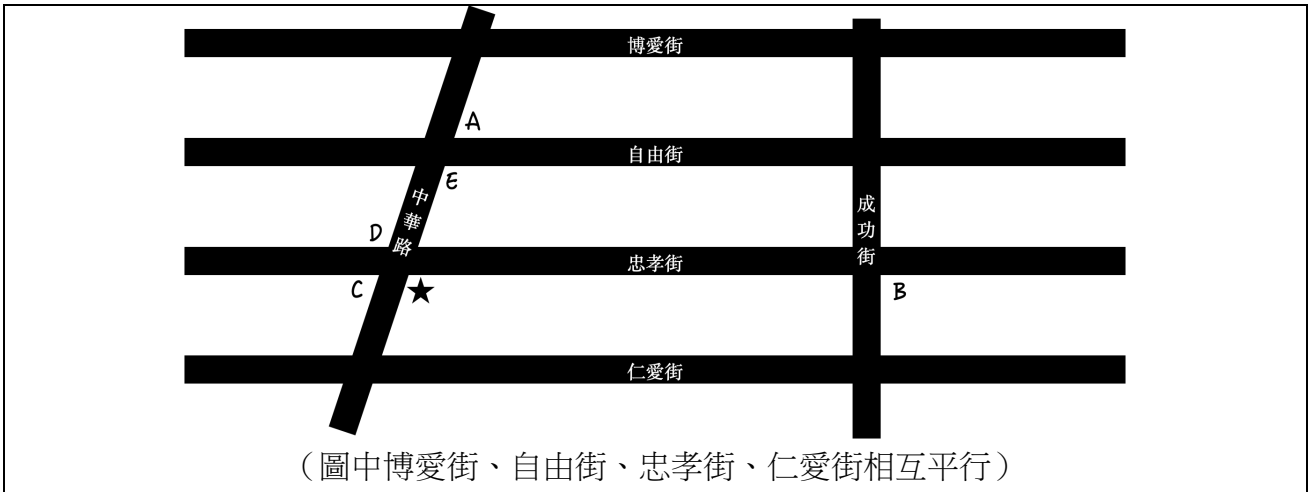 博愛街
A
自由街
E
中華路
成功街
D
忠孝街
C
B
仁愛街
（圖中博愛街、自由街、忠孝街、仁愛街相互平行）